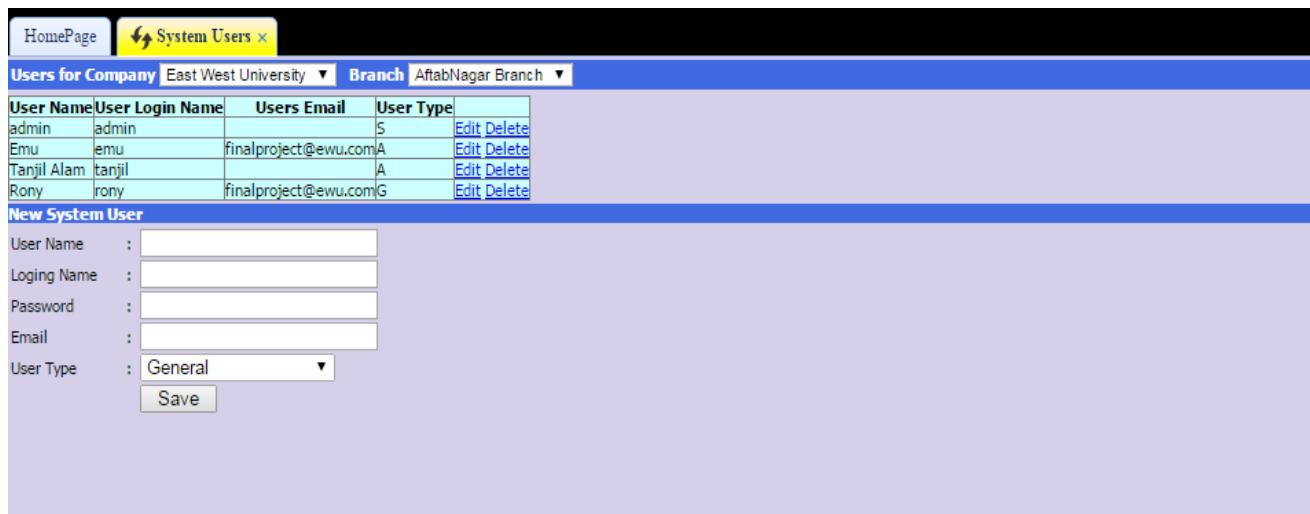 HomePage System Users ×
Users for Company East West University ▼ Branch AftabNagar Branch ▼
User Name User Login Name Users Email User Type
admin admin S Edit Delete
Emu emu finalproject@ewu.com A Edit Delete
Tanjil Alam tanjil A Edit Delete
Rony rony finalproject@ewu.com G Edit Delete
New System User
User Name :
Loging Name :
Password :
Email :
User Type : General ▼
Save